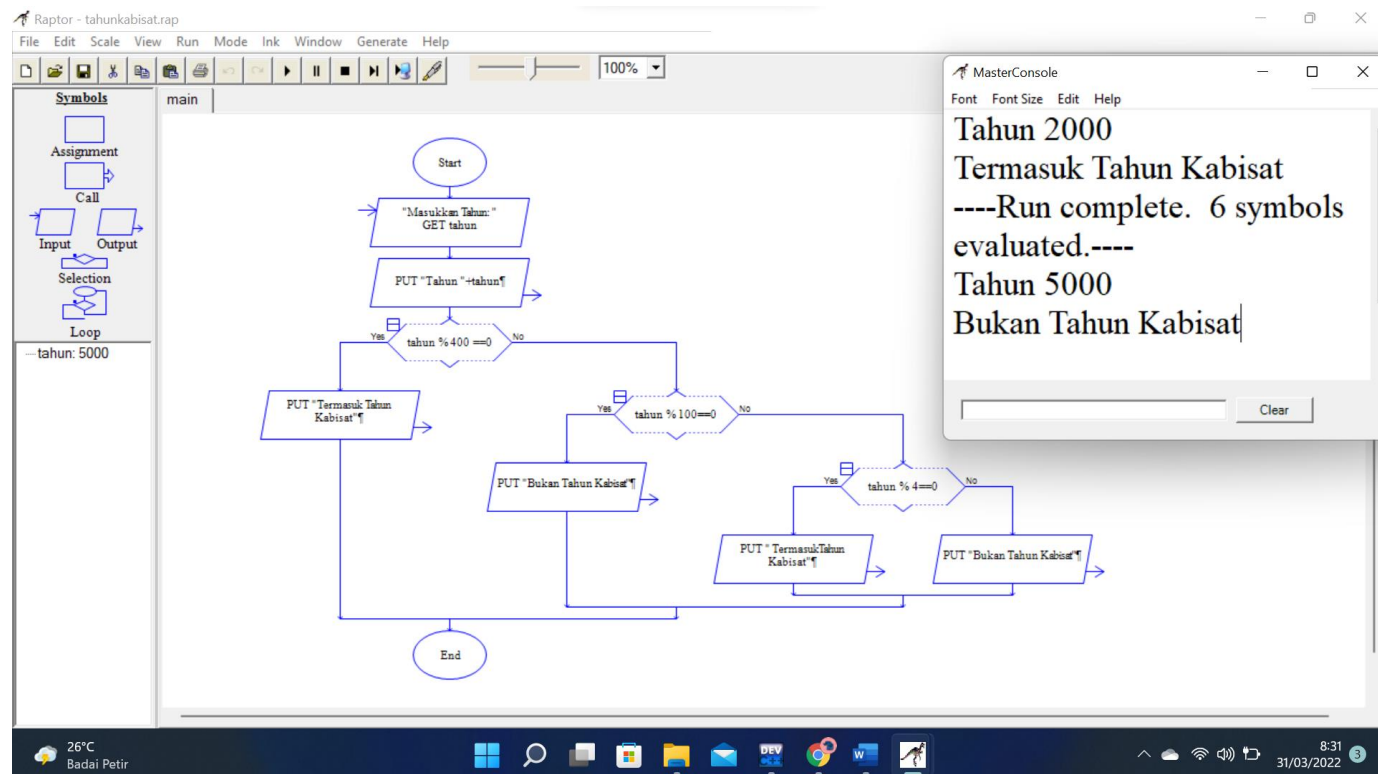 Raptor - tahunkabisat.rap
File Edit Scale View Run Mode Ink Window Generate Help
100%
Symbols
Assignment
Call
Input Output
Selection
Loop
tahun: 5000
main
Start
"Masukkan Tahun: "
GET tahun
PUT "Tahun "+tahun¶
Yes
tahun %400 ==0
No
PUT "Termasuk Tahun
Kabisat"¶
Yes
tahun %100==0
No
PUT "Bukan Tahun Kabisat"¶
Yes
tahun % 4==0
No
PUT " TermasukTahun
Kabisat"¶
PUT "Bukan Tahun Kabisat"¶
End
MasterConsole
Font Font Size Edit Help
Tahun 2000
Termasuk Tahun Kabisat
----Run complete. 6 symbols
evaluated.----
Tahun 5000
Bukan Tahun Kabisat
Clear
26°C
Badai Petir
DEV
C++
W
8:31
31/03/2022
3